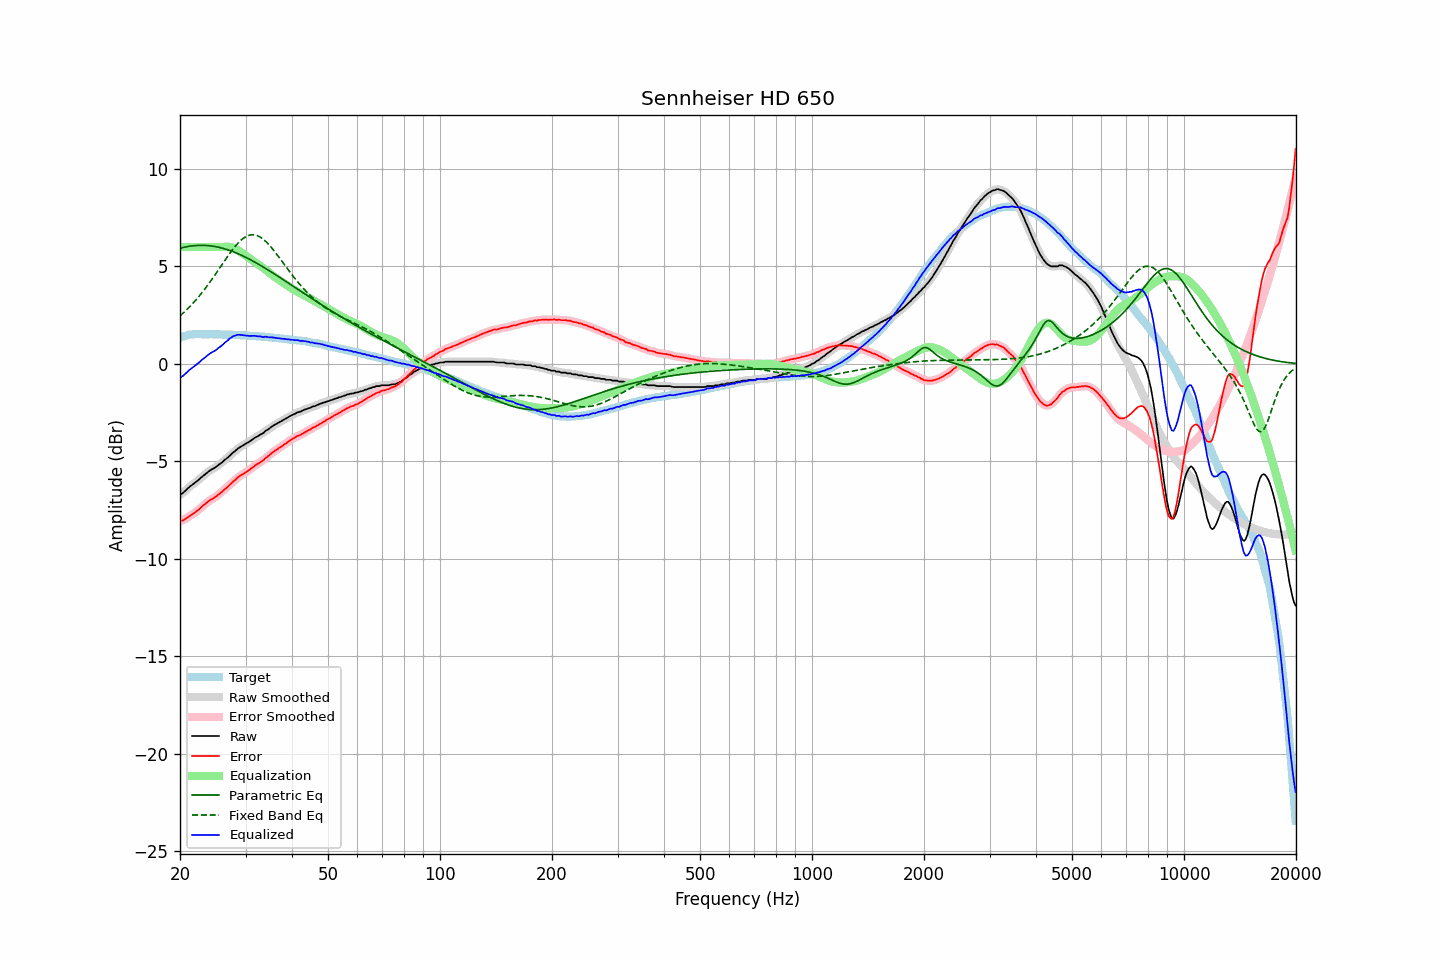 Sennheiser HD 650
Amplitude (dBr)
10
5
0
−5
−10
−15
−20
−25
Target
Raw Smoothed
Error Smoothed
Raw
Error
Equalization
Parametric Eq
Fixed Band Eq
Equalized
20 50 100 200 500 1000 2000 5000 10000 20000
Frequency (Hz)